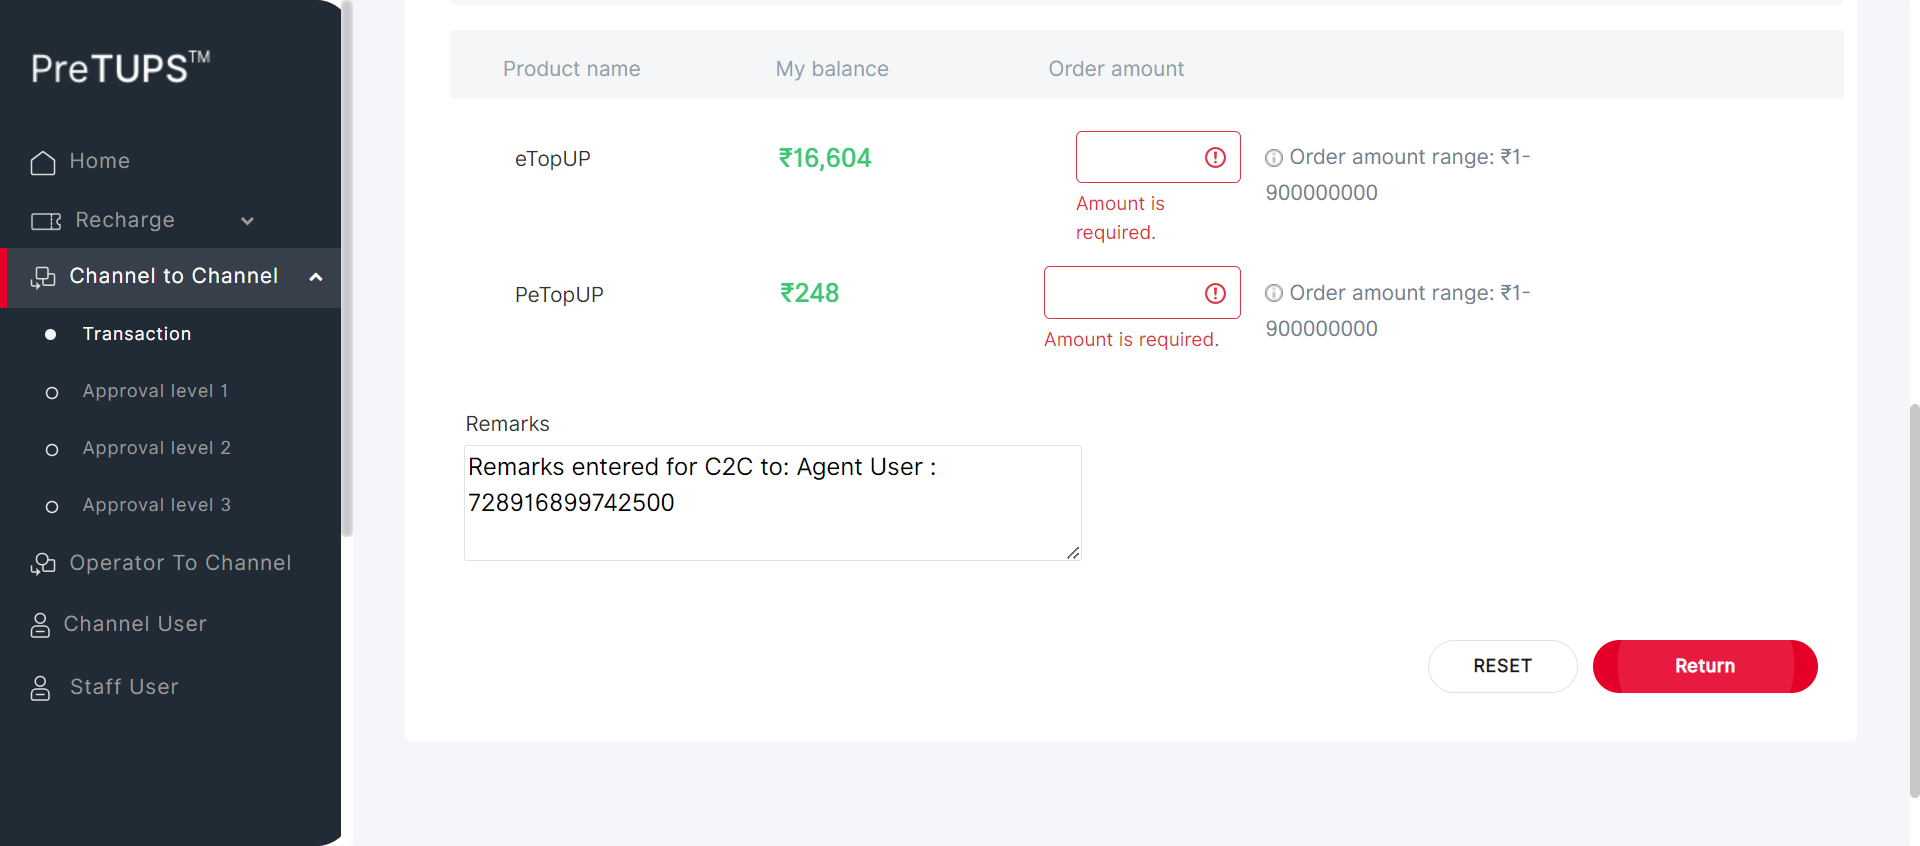 PreTUPS™
Home
Recharge
Channel to Channel
Transaction
Approval level 1
Approval level 2
Approval level 3
Operator To Channel
Channel User
Staff User
Product name My balance Order amount
eTopUP ₹16,604 Order amount range: ₹1-
900000000
Amount is
required.
PeTopUP ₹248 Order amount range: ₹1-
900000000
Amount is required.
Remarks
Remarks entered for C2C to: Agent User :
728916899742500
RESET Return